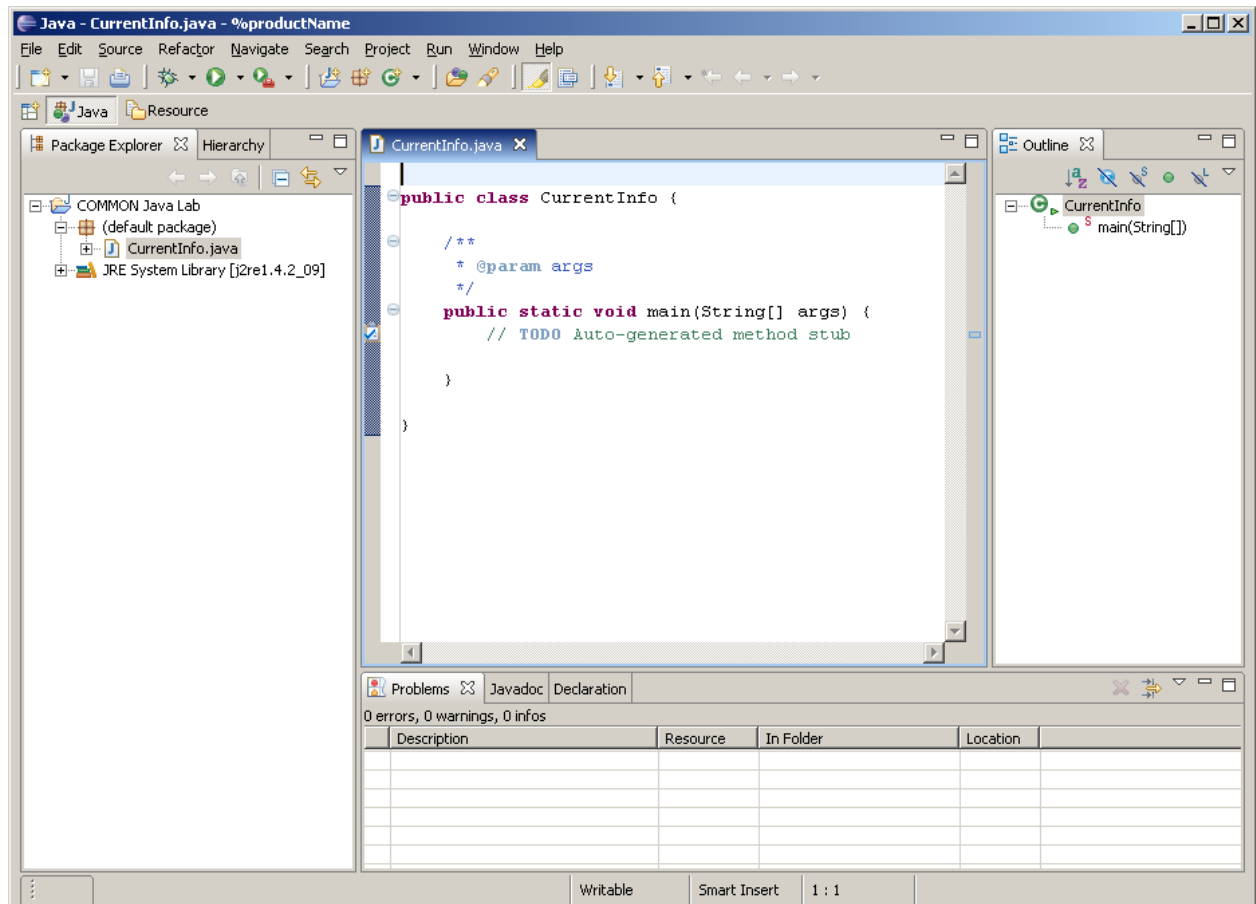 Java - CurrentInfo.java - %productName
File Edit Source Refactor Navigate Search Project Run Window Help
Java Resource
Package Explorer Hierarchy
COMMON Java Lab
(default package)
CurrentInfo.java
JRE System Library [j2re1.4.2_09]
CurrentInfo.java
public class CurrentInfo {
/**
* @param args
*/
public static void main(String[] args) {
// TODO Auto-generated method stub
}
}
Outline
CurrentInfo
main(String[])
Problems Javadoc Declaration
0 errors, 0 warnings, 0 infos
Description Resource In Folder Location
Writable Smart Insert 1 : 1